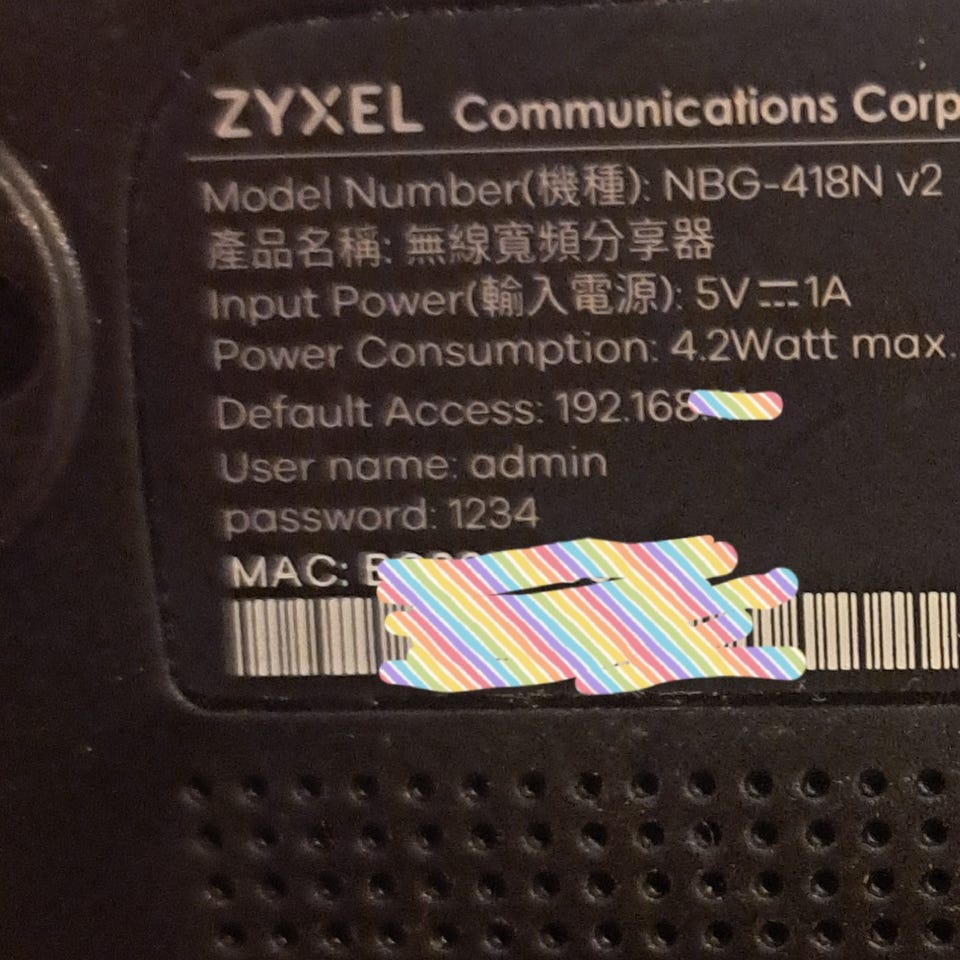 ZYXEL Communications Corp
Model Number(機種): NBG-418N v2
產品名稱: 無線寬頻分享器
Input Power(輸入電源): 5V⎓1A
Power Consumption: 4.2Watt max.
Default Access: 192.168
User name: admin
password: 1234
MAC: